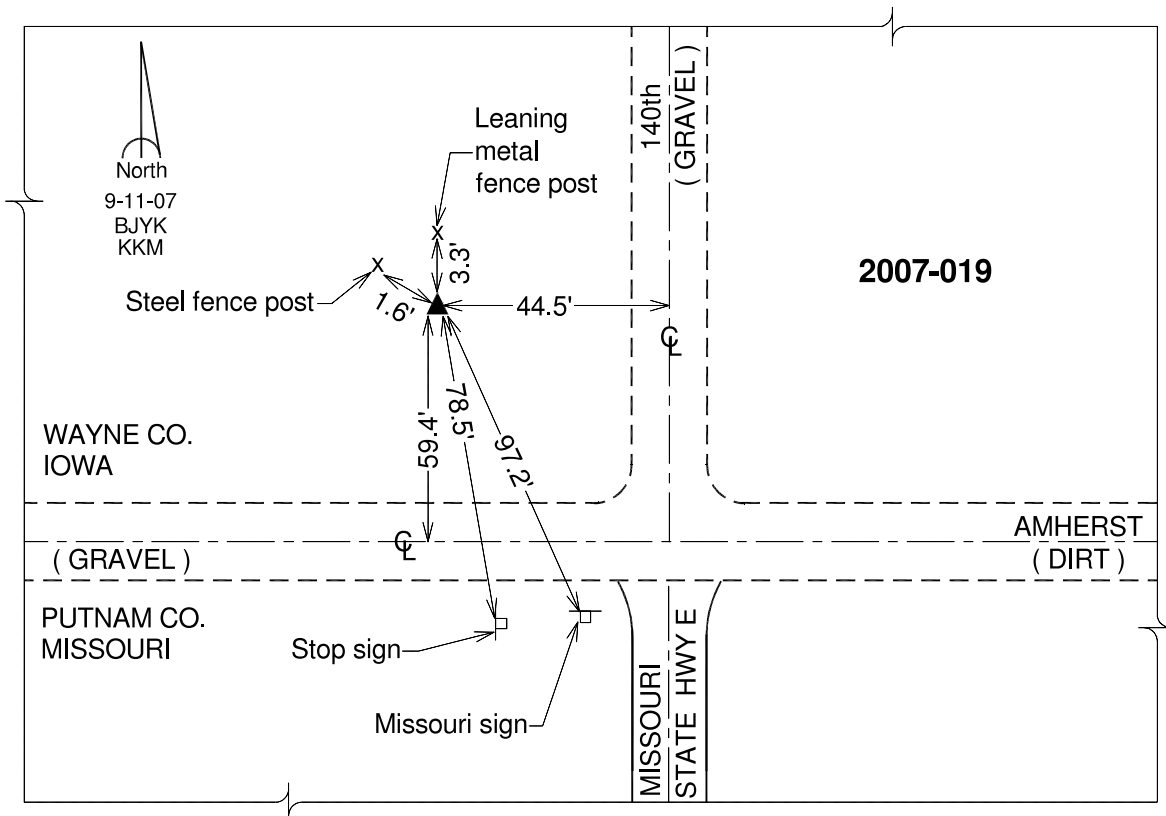 140th
( GRAVEL )
Leaning
metal
fence post
North
9-11-07
BJYK
KKM
3.3'
2007-019
Steel fence post
1.6'
44.5'
℄
78.5'
59.4'
97.2'
WAYNE CO.
IOWA
AMHERST
℄
( GRAVEL )
( DIRT )
PUTNAM CO.
MISSOURI
Stop sign
MISSOURI
STATE HWY E
Missouri sign